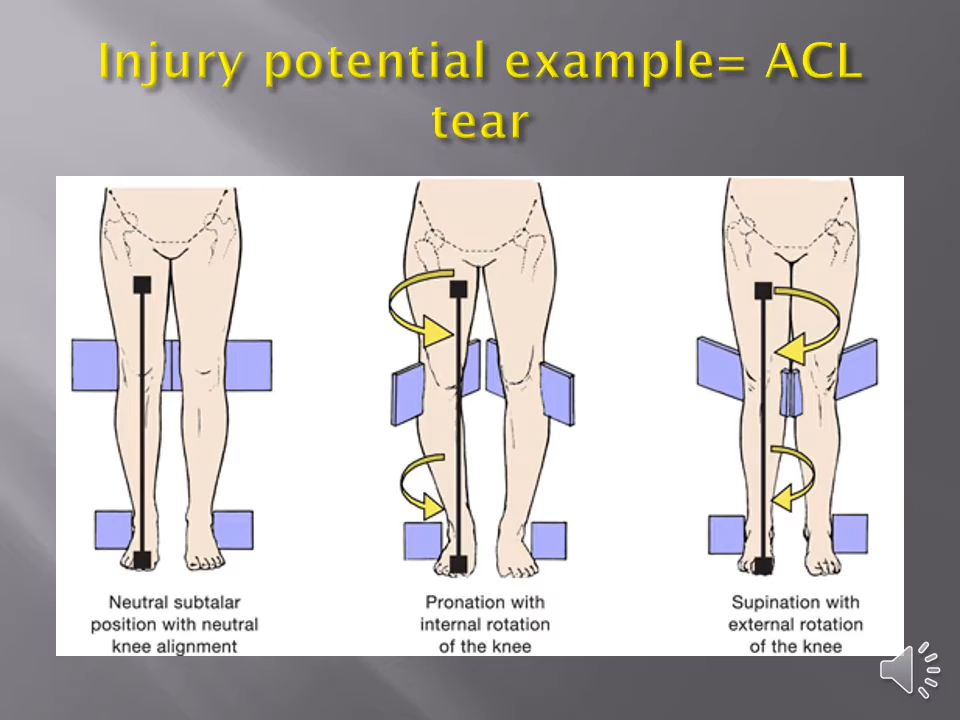 Injury potential example= ACL
tear
Neutral subtalar
position with neutral
knee alignment
Pronation with
internal rotation
of the knee
Supination with
external rotation
of the knee